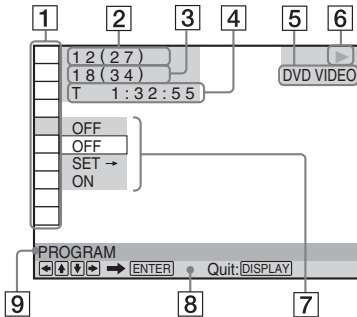 1 2 3 4 5 6
12(27)
18(34)
T 1:32:55
DVD VIDEO
OFF
OFF
SET →
ON
PROGRAM
ENTER Quit: DISPLAY
9 8 7